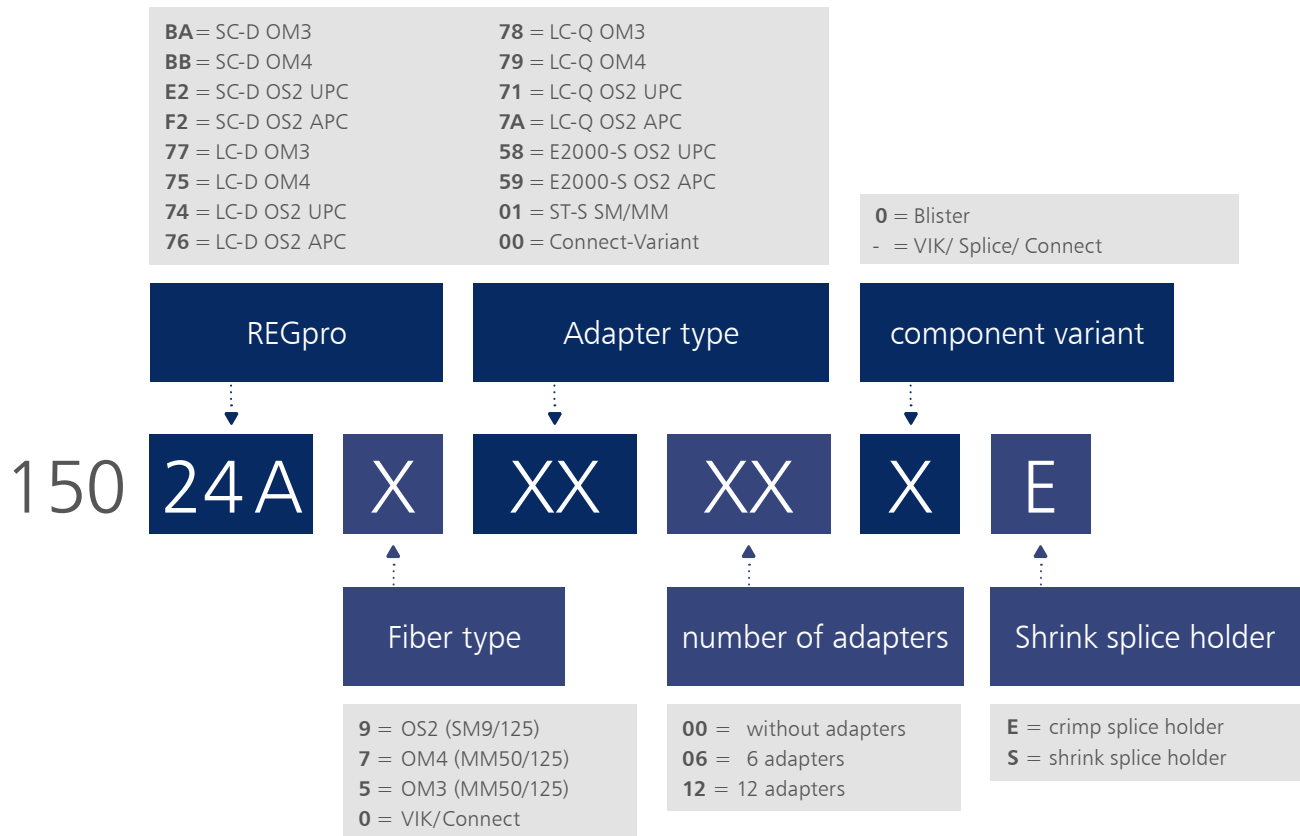 BA = SC-D OM3
BB = SC-D OM4
E2 = SC-D OS2 UPC
F2 = SC-D OS2 APC
77 = LC-D OM3
75 = LC-D OM4
74 = LC-D OS2 UPC
76 = LC-D OS2 APC
78 = LC-Q OM3
79 = LC-Q OM4
71 = LC-Q OS2 UPC
7A = LC-Q OS2 APC
58 = E2000-S OS2 UPC
59 = E2000-S OS2 APC
01 = ST-S SM/MM
00 = Connect-Variant
0 = Blister
- = VIK/ Splice/ Connect
REGpro
Adapter type
component variant
150 24A X XX XX X E
Fiber type
number of adapters
Shrink splice holder
9 = OS2 (SM9/125)
7 = OM4 (MM50/125)
5 = OM3 (MM50/125)
0 = VIK/Connect
00 = without adapters
06 = 6 adapters
12 = 12 adapters
E = crimp splice holder
S = shrink splice holder